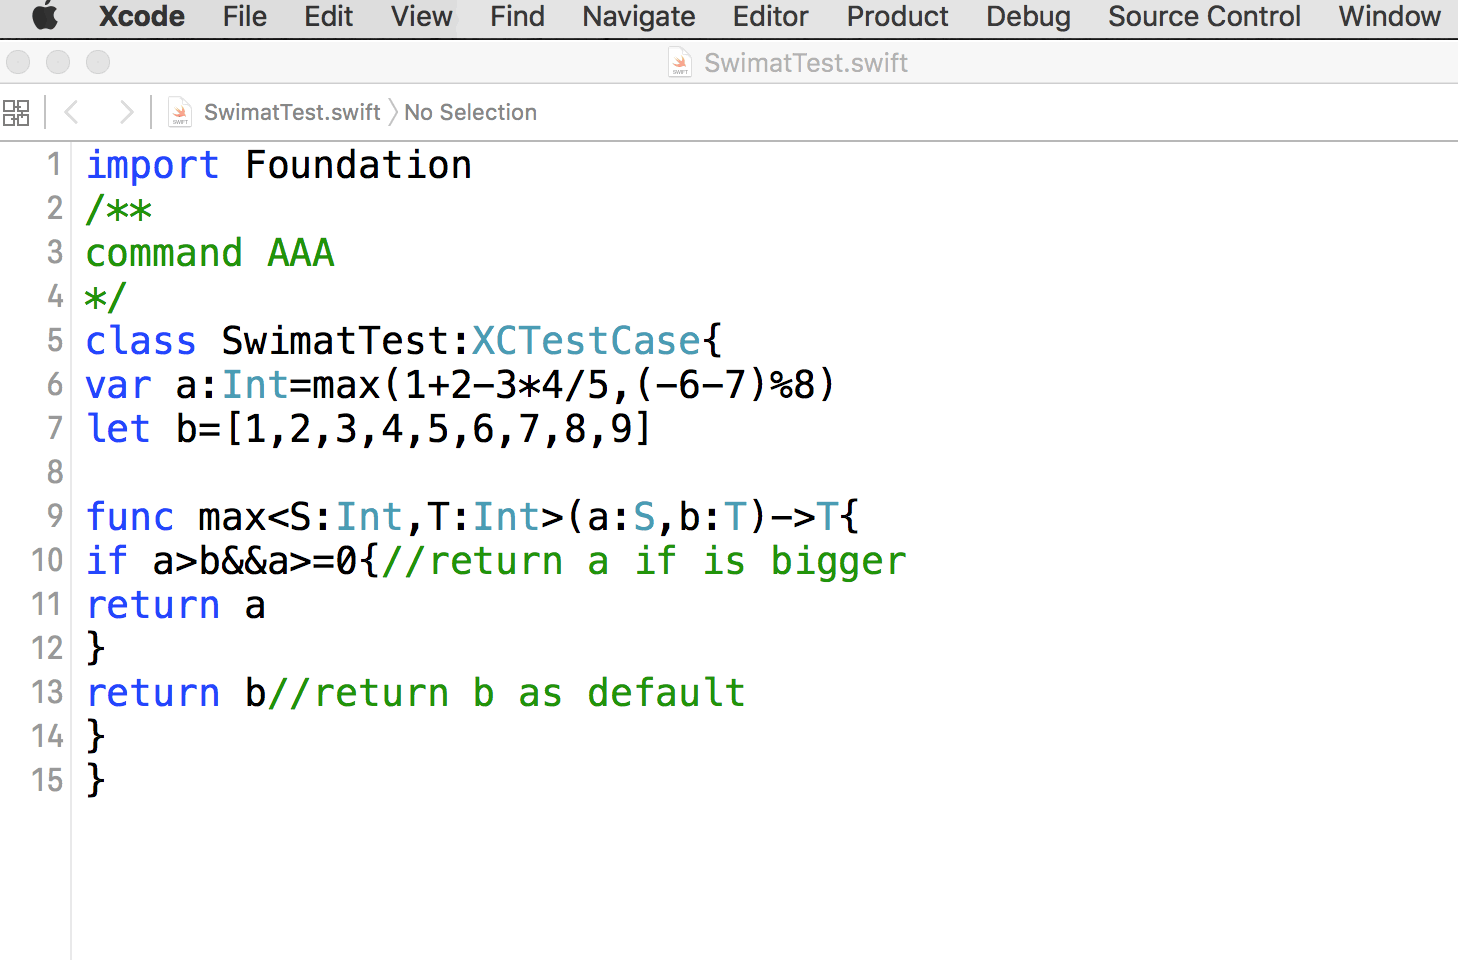 Xcode File Edit View Find Navigate Editor Product Debug Source Control Window
SwimatTest.swift
SwimatTest.swift No Selection
1 import Foundation
2 /**
3 command AAA
4 */
5 class SwimatTest:XCTestCase{
6 var a:Int=max(1+2-3*4/5,(-6-7)%8)
7 let b=[1,2,3,4,5,6,7,8,9]
8
9 func max<S:Int,T:Int>(a:S,b:T)->T{
10 if a>b&&a>=0{//return a if is bigger
11 return a
12 }
13 return b//return b as default
14 }
15 }